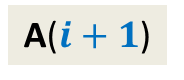 A(i + 1)